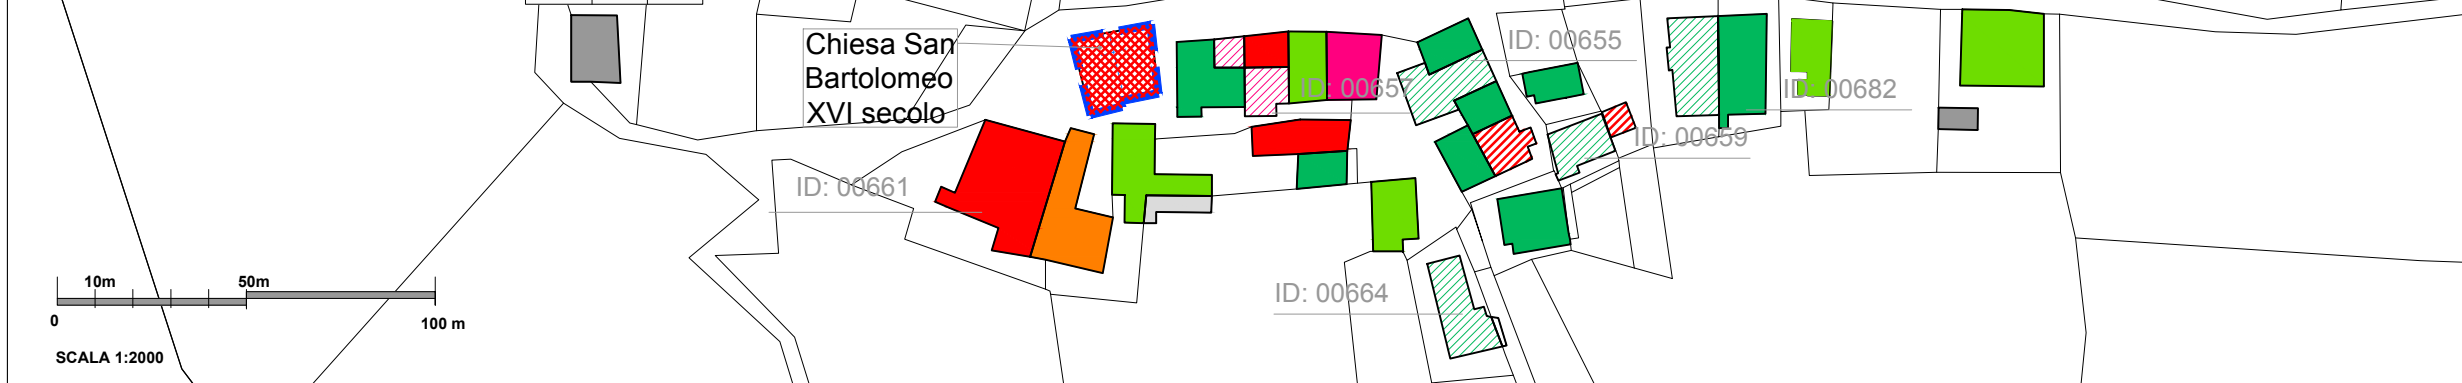 Chiesa San
Bartolomeo
XVI secolo
ID: 00655
ID: 00657
ID: 00682
ID: 00659
ID: 00661
ID: 00664
10m
50m
0
100 m
SCALA 1:2000